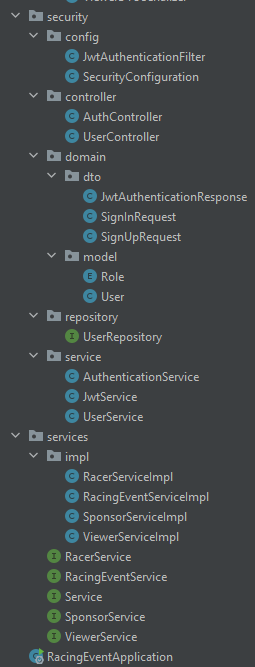 security
config
JwtAuthenticationFilter
SecurityConfiguration
controller
AuthController
UserController
domain
dto
JwtAuthenticationResponse
SignInRequest
SignUpRequest
model
E Role
User
repository
I UserRepository
service
C AuthenticationService
C JwtService
C UserService
services
impl
C RacerServiceImpl
C RacingEventServiceImpl
C SponsorServiceImpl
C ViewerServiceImpl
I RacerService
I RacingEventService
I Service
I SponsorService
I ViewerService
RacingEventApplication